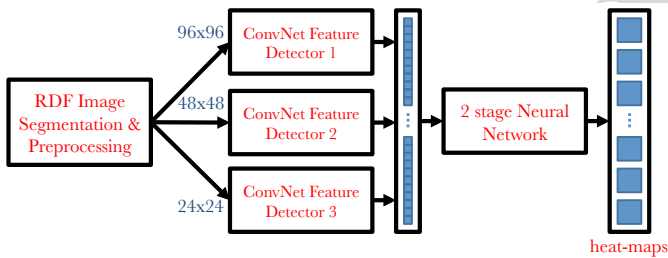 RDF Image
Segmentation &
Preprocessing
96x96
48x48
24x24
ConvNet Feature
Detector 1
ConvNet Feature
Detector 2
ConvNet Feature
Detector 3
2 stage Neural
Network
heat-maps